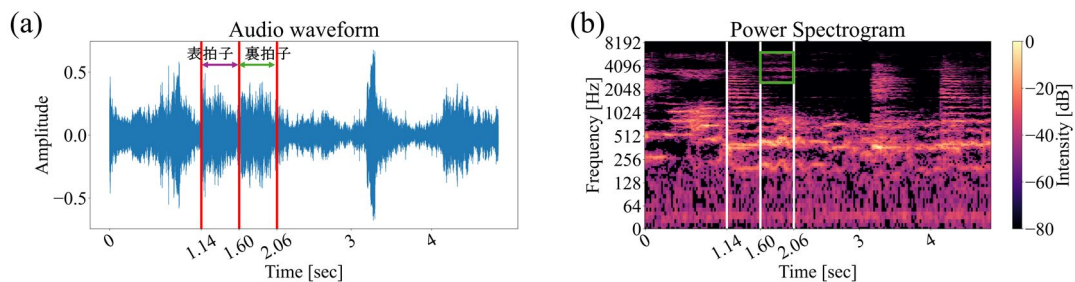 (a)
Audio waveform
表拍子
裏拍子
Amplitude
0.5
0.0
−0.5
0
1.14
1.60
2.06
3
4
Time [sec]
(b)
Power Spectrogram
Frequency [Hz]
8192
4096
2048
1024
512
256
128
64
0
0
1.14
1.60
2.06
3
4
Time [sec]
0
−20
−40
−60
−80
Intensity [dB]